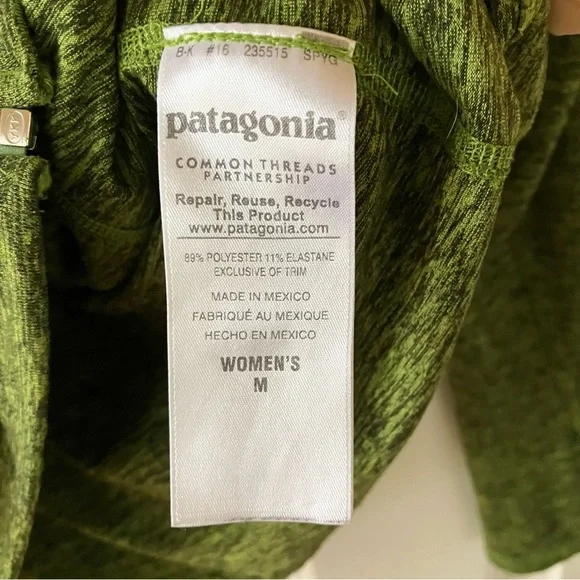 B-K #16 235515 SPYG
patagonia®
COMMON THREADS
PARTNERSHIP
Repair, Reuse, Recycle
This Product
www.patagonia.com
89% POLYESTER 11% ELASTANE
EXCLUSIVE OF TRIM
MADE IN MEXICO
FABRIQUÉ AU MEXIQUE
HECHO EN MEXICO
WOMEN'S
M